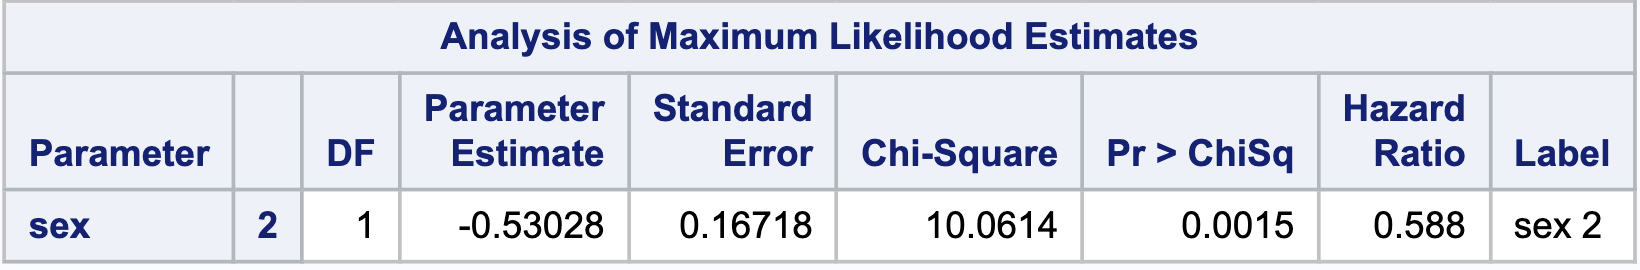 Analysis of Maximum Likelihood Estimates
Parameter DF Parameter Estimate Standard Error Chi-Square Pr > ChiSq Hazard Ratio Label
sex 2 1 -0.53028 0.16718 10.0614 0.0015 0.588 sex 2